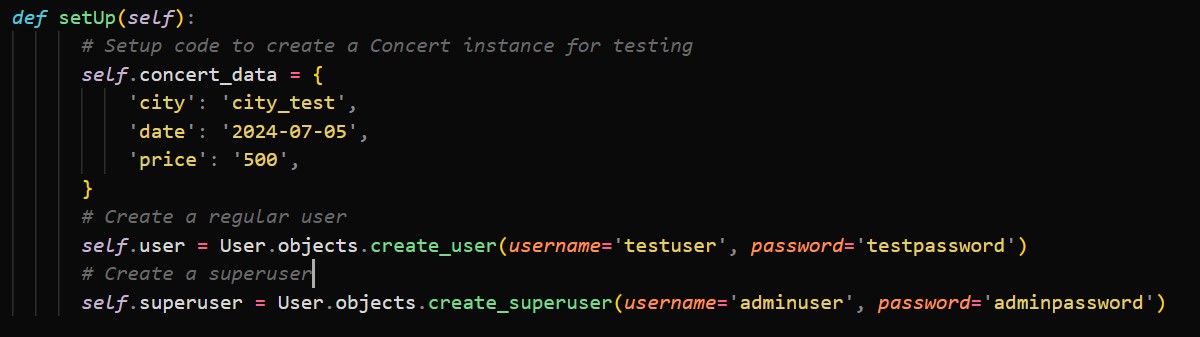 def setUp(self):
# Setup code to create a Concert instance for testing
self.concert_data = {
'city': 'city_test',
'date': '2024-07-05',
'price': '500',
}
# Create a regular user
self.user = User.objects.create_user(username='testuser', password='testpassword')
# Create a superuser
self.superuser = User.objects.create_superuser(username='adminuser', password='adminpassword')